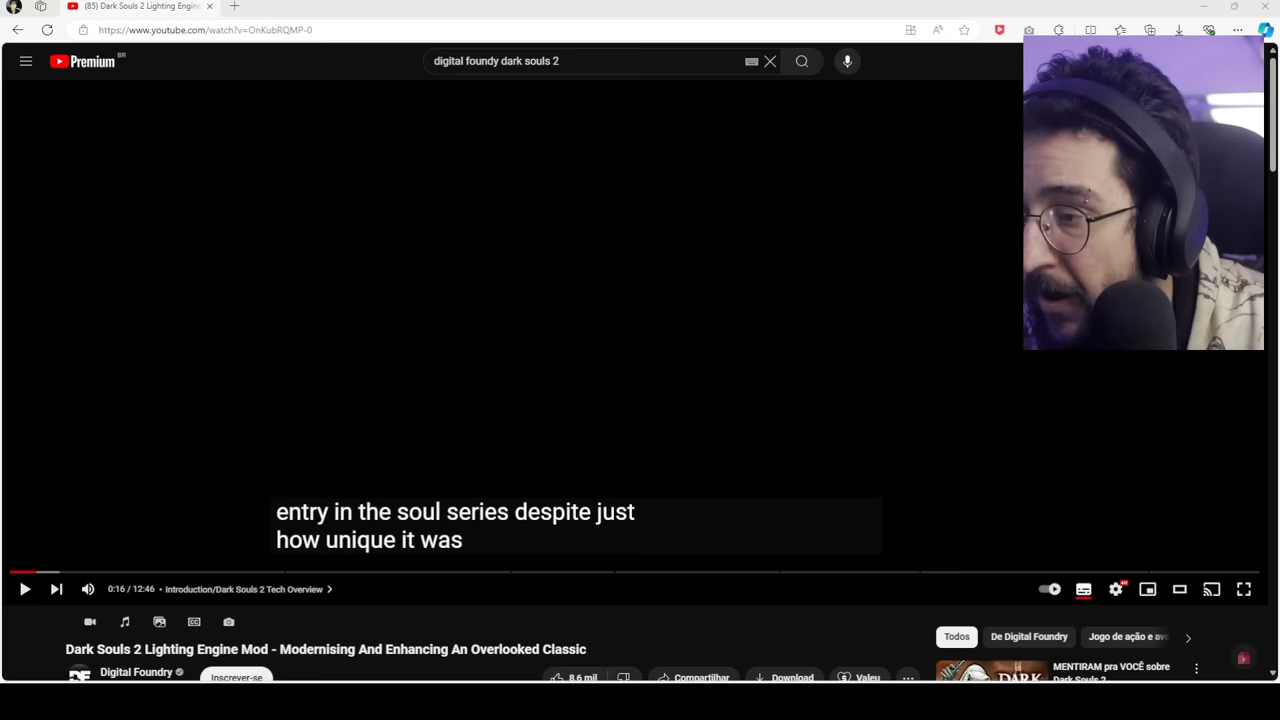 (85) Dark Souls 2 Lighting Engine
https://www.youtube.com/watch?v=OnKubRQMP-0
Premium BR
digital foundy dark souls 2
entry in the soul series despite just
how unique it was
0:16 / 12:46 • Introduction/Dark Souls 2 Tech Overview
Dark Souls 2 Lighting Engine Mod - Modernising And Enhancing An Overlooked Classic
Todos
De Digital Foundry
Jogo de ação e ave
Digital Foundry
Inscrever-se
8,6 mil
Compartilhar
Download
Valeu
DARK
MENTIRAM pra VOCÊ sobre
Dark Souls 2